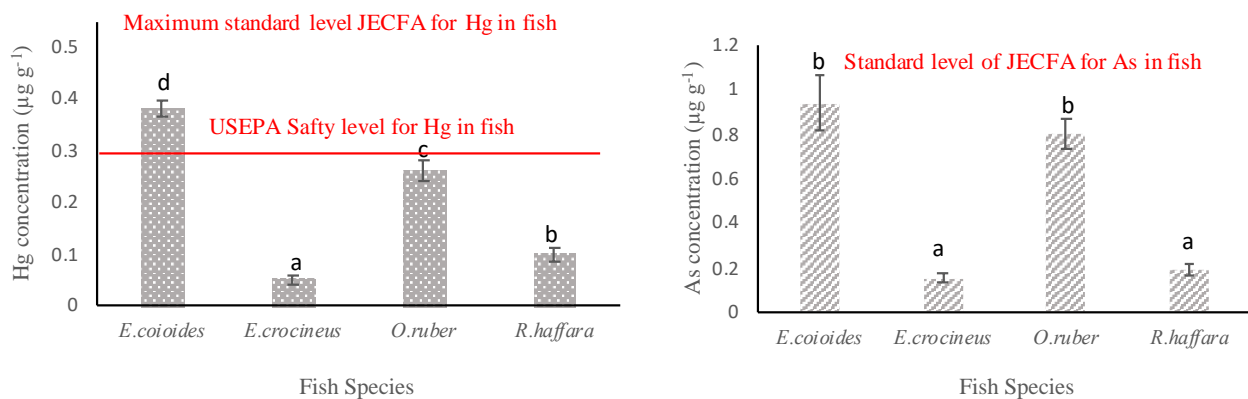 Maximum standard level JECFA for Hg in fish
Hg concentration (µg g-1)
0.5
0.4
0.3
0.2
0.1
0
d
USEPA Safty level for Hg in fish
c
b
a
E.coioides E.crocineus O.ruber R.haffara
Fish Species
Standard level of JECFA for As in fish
As concentration (µg g-1)
1.2
1
0.8
0.6
0.4
0.2
0
b
b
a
a
E.coioides E.crocineus O.ruber R.haffara
Fish Species